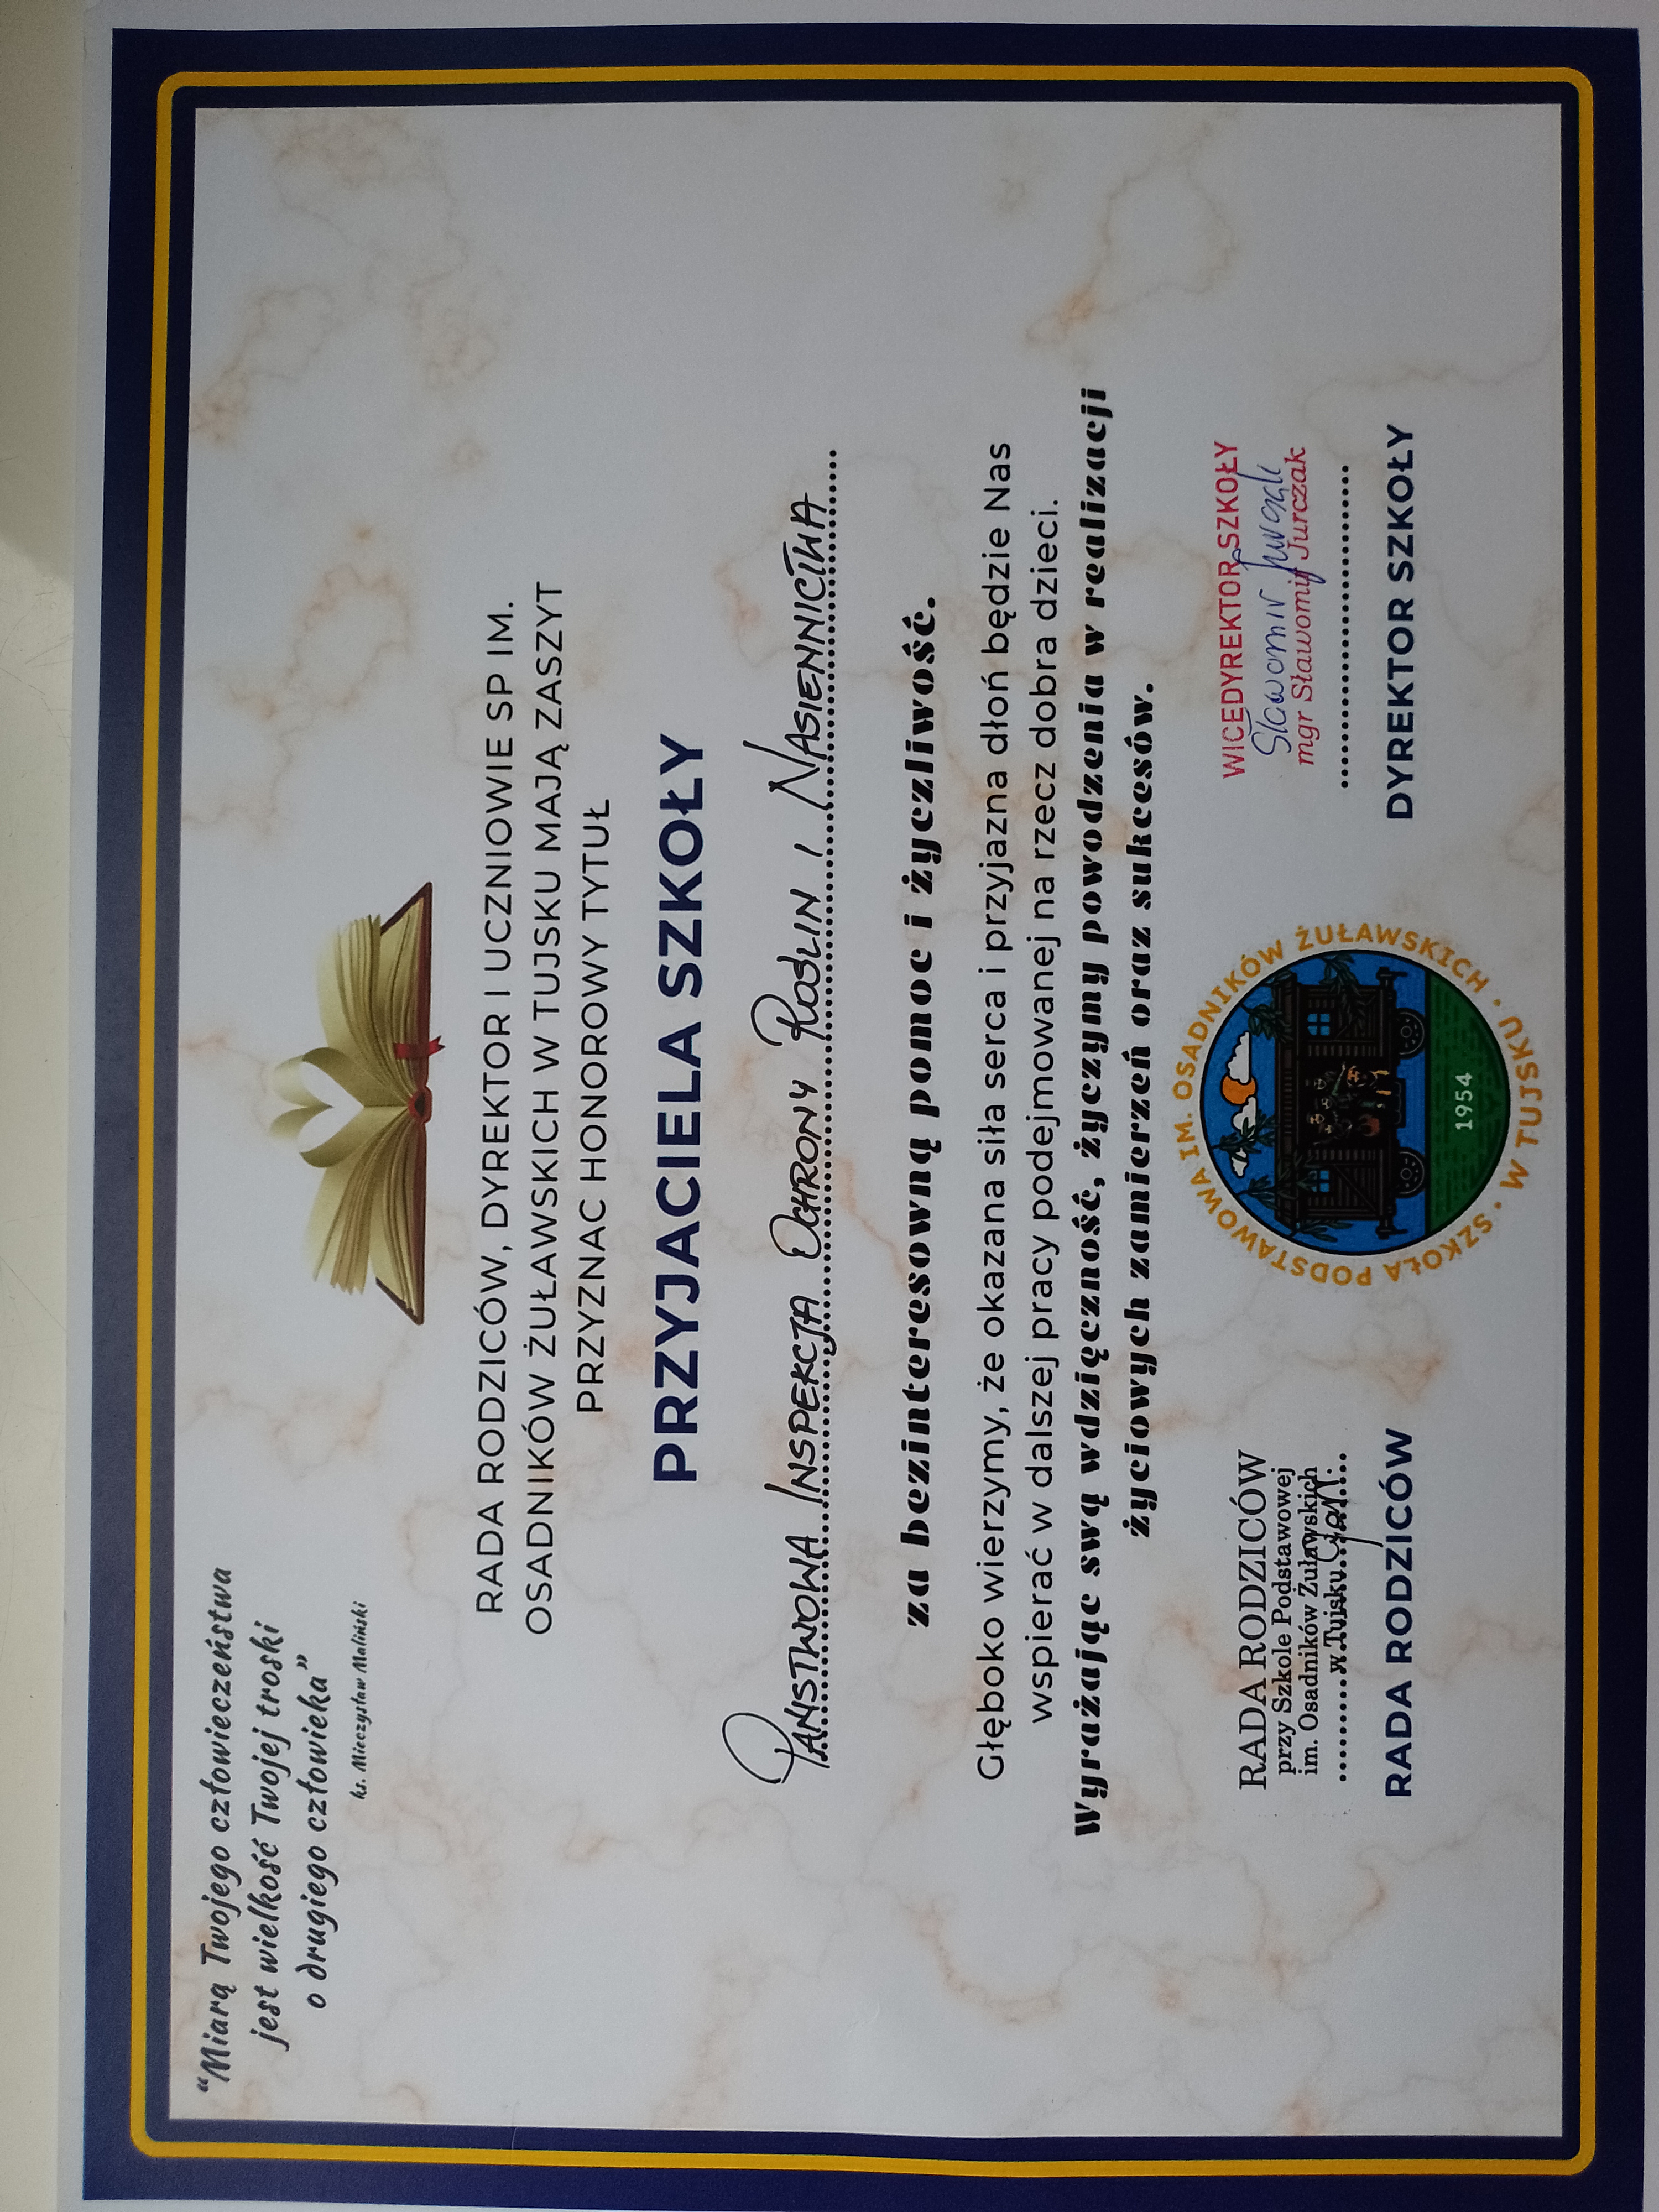 “Miarą Twojego człowieczeństwa
jest wielkość Twojej troski
o drugiego człowieka”
ks. Mieczysław Maliński
RADA RODZICÓW, DYREKTOR I UCZNIOWIE SP IM.
OSADNIKÓW ŻUŁAWSKICH W TUJSKU MAJĄ ZASZYT
PRZYZNAC HONOROWY TYTUŁ
PRZYJACIELA SZKOŁY
PAŃSTWOWA INSPEKCJA OCHRONY ROŚLIN I NASIENNICTWA
za bezinteresowną pomoc i życzliwość.
Głęboko wierzymy, że okazana siła serca i przyjazna dłoń będzie Nas
wspierać w dalszej pracy podejmowanej na rzecz dobra dzieci.
Wyrażając swą wdzięczność, życzymy powodzenia w realizacji
życiowych zamierzeń oraz sukcesów.
RADA RODZICÓW
przy Szkole Podstawowej
im. Osadników Żuławskich
w Tujsku
RADA RODZICÓW
SZKOŁA PODSTAWOWA IM. OSADNIKÓW ŻUŁAWSKICH • W TUJSKU •
1954
WICEDYREKTOR SZKOŁY
Sławomir Jurczak
mgr Sławomir Jurczak
DYREKTOR SZKOŁY